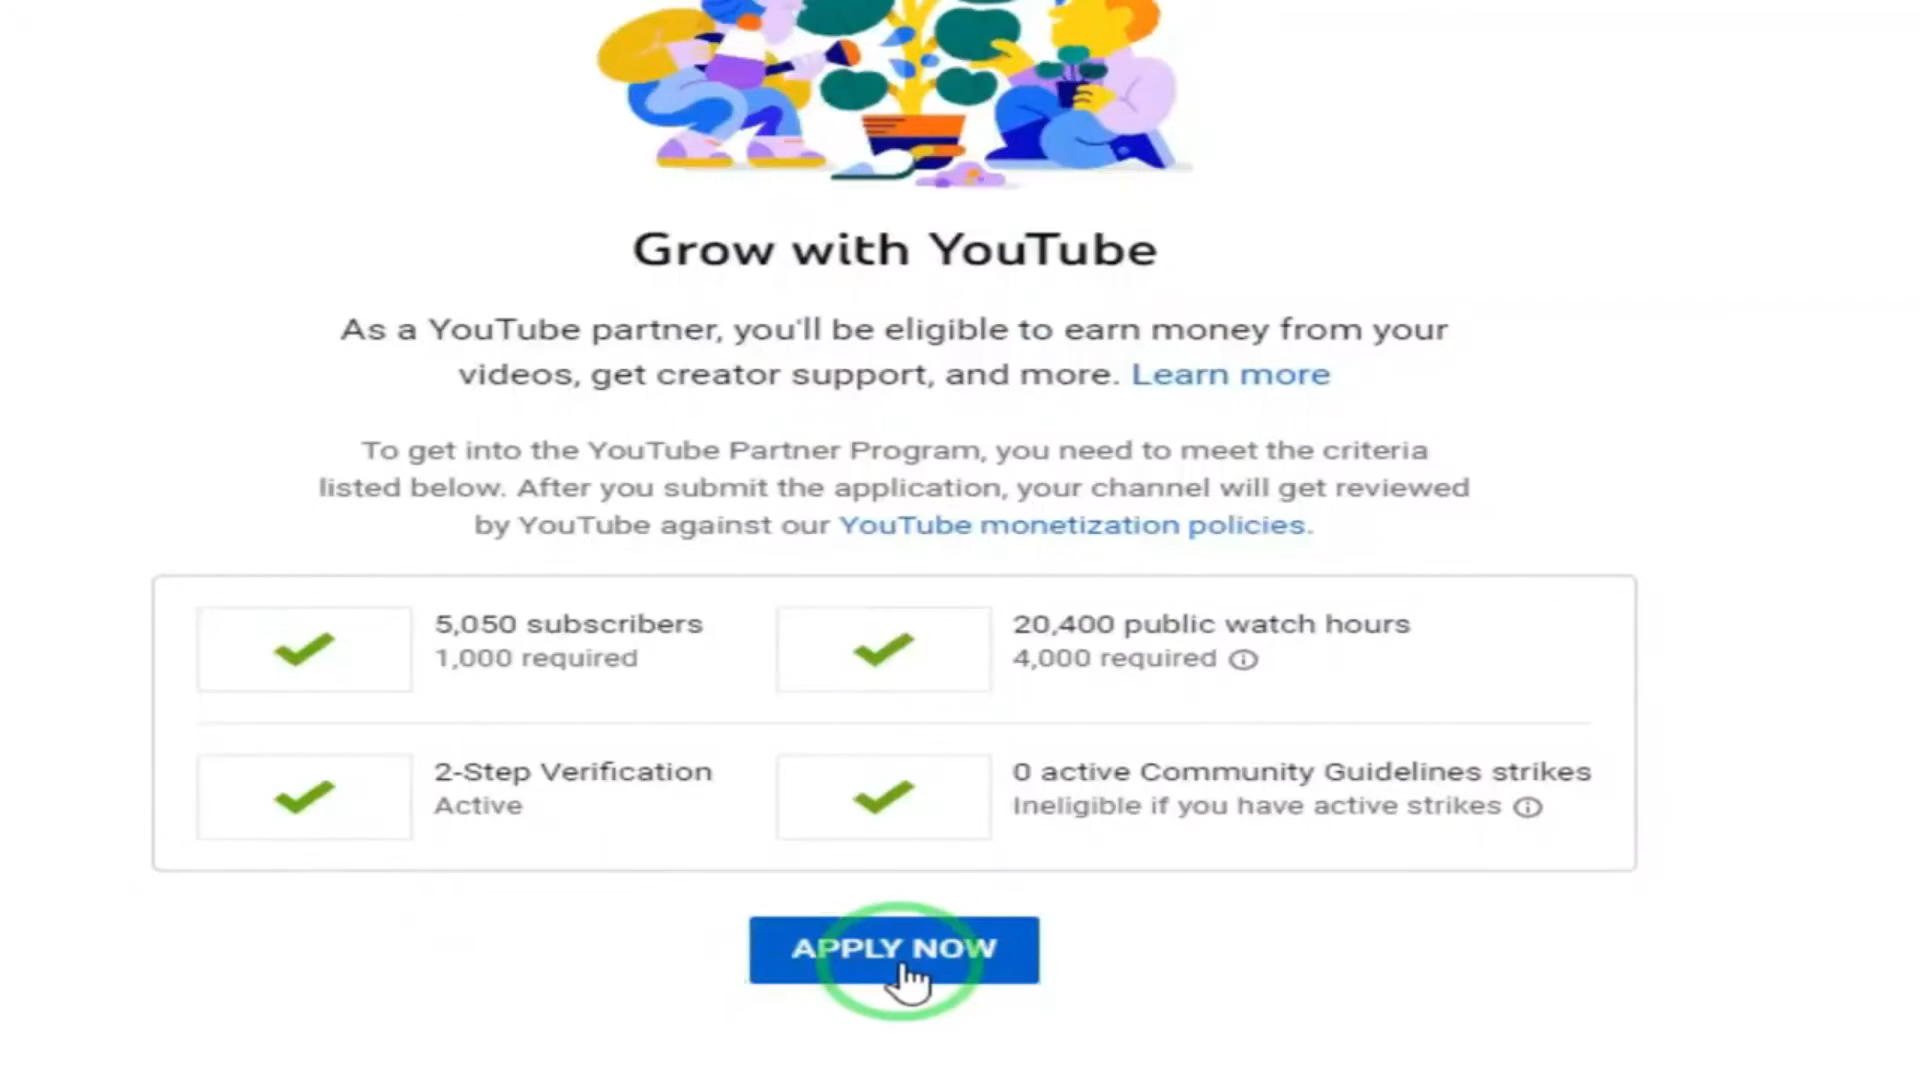 Grow with YouTube
As a YouTube partner, you'll be eligible to earn money from your
videos, get creator support, and more. Learn more
To get into the YouTube Partner Program, you need to meet the criteria
listed below. After you submit the application, your channel will get reviewed
by YouTube against our YouTube monetization policies.
5,050 subscribers
1,000 required
20,400 public watch hours
4,000 required
2-Step Verification
Active
0 active Community Guidelines strikes
Ineligible if you have active strikes
APPLY NOW